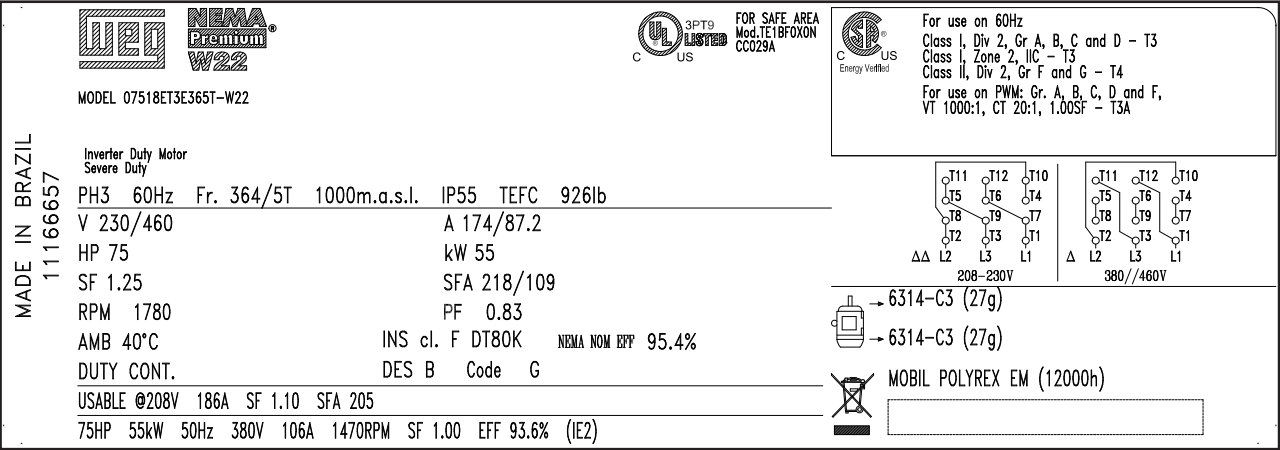 WEG
NEMA
Premium®
W22
MODEL 07518ET3E365T-W22
UL ® 3PT9
LISTED
C US
FOR SAFE AREA
Mod.TE1BFOXON
CC029A
CSA ®
C US
Energy Verified
For use on 60Hz
Class I, Div 2, Gr A, B, C and D - T3
Class I, Zone 2, IIC - T3
Class II, Div 2, Gr F and G - T4
For use on PWM: Gr. A, B, C, D and F,
VT 1000:1, CT 20:1, 1.00SF - T3A
MADE IN BRAZIL
11166657
Inverter Duty Motor
Severe Duty
PH3 60Hz Fr. 364/5T 1000m.a.s.l. IP55 TEFC 926lb
V 230/460 A 174/87.2
HP 75 kW 55
SF 1.25 SFA 218/109
RPM 1780 PF 0.83
AMB 40°C INS cl. F DT80K NEMA NOM EFF 95.4%
DUTY CONT. DES B Code G
USABLE @208V 186A SF 1.10 SFA 205
75HP 55kW 50Hz 380V 106A 1470RPM SF 1.00 EFF 93.6% (IE2)
T11 T12 T10
T5 T6 T4
T8 T9 T7
T2 T3 T1
ΔΔ L2 L3 L1
208-230V
T11 T12 T10
T5 T6 T4
T8 T9 T7
T2 T3 T1
Δ L2 L3 L1
380//460V
6314-C3 (27g)
6314-C3 (27g)
MOBIL POLYREX EM (12000h)